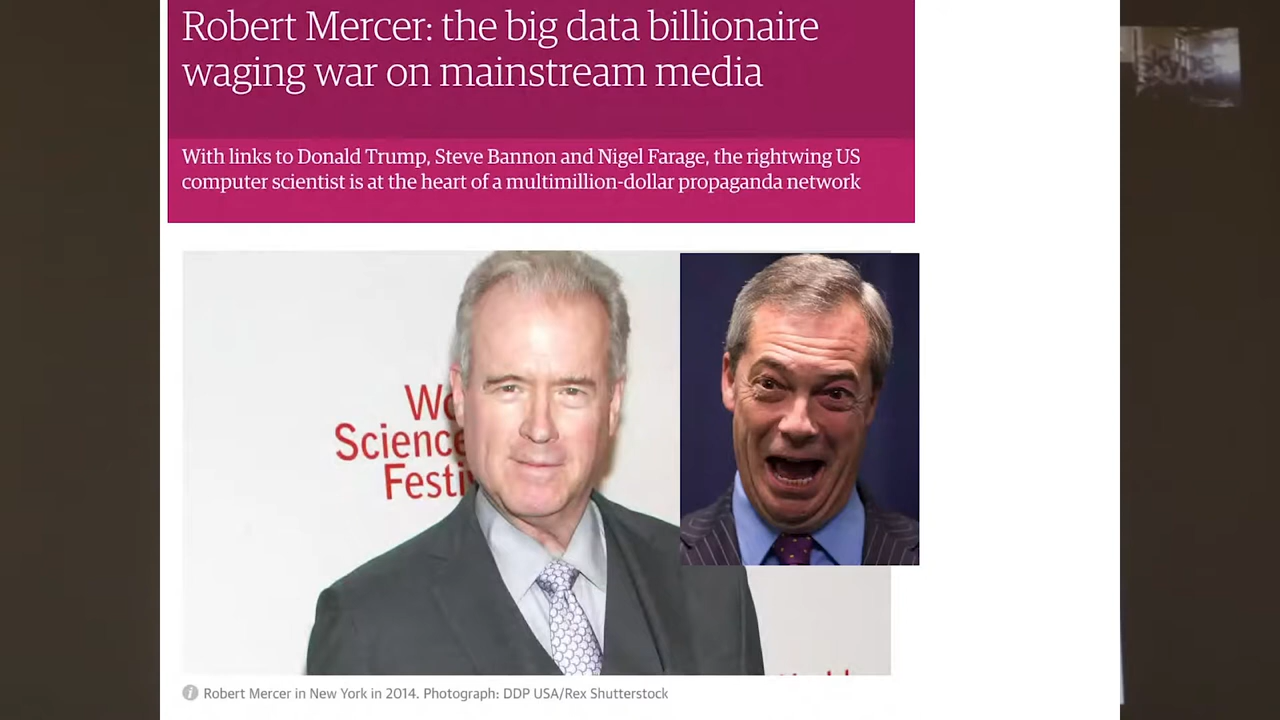 Robert Mercer: the big data billionaire
waging war on mainstream media
With links to Donald Trump, Steve Bannon and Nigel Farage, the rightwing US
computer scientist is at the heart of a multimillion-dollar propaganda network
Science
Robert Mercer in New York in 2014. Photograph: DDP USA/Rex Shutterstock